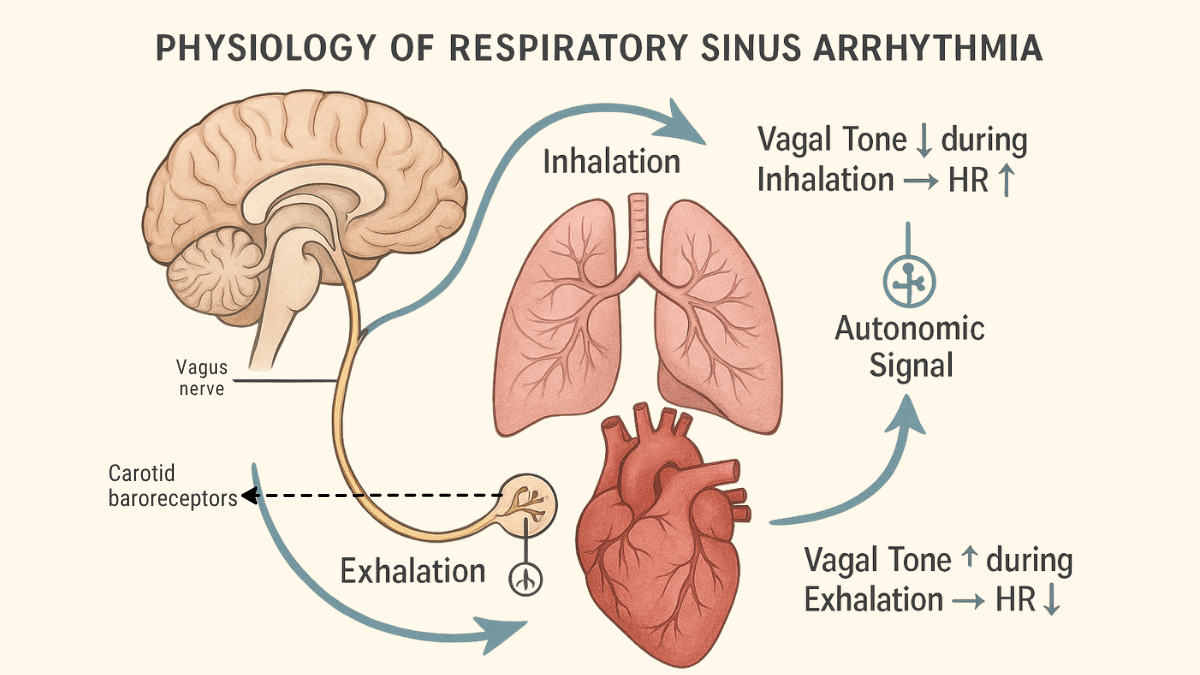 PHYSIOLOGY OF RESPIRATORY SINUS ARRHYTHMIA
Inhalation
Vagal Tone ↓ during
Inhalation → HR ↑
Autonomic
Signal
Vagus
nerve
Carotid
baroreceptors
Exhalation
Vagal Tone ↑ during
Exhalation → HR ↓